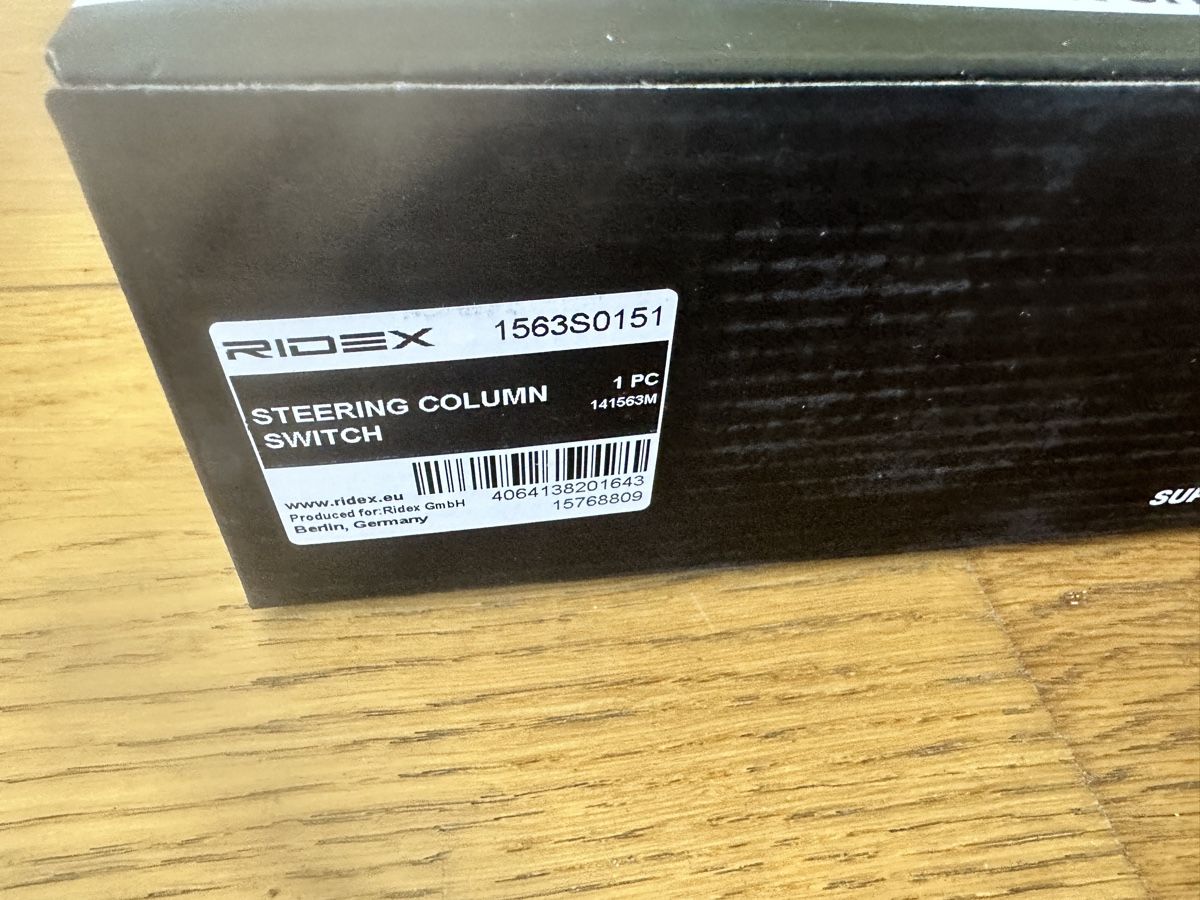 RIDEX 1563S0151
STEERING COLUMN
SWITCH
1 PC
141563M
www.ridex.eu
Produced for:Ridex GmbH
Berlin, Germany
4064138201643
15768809